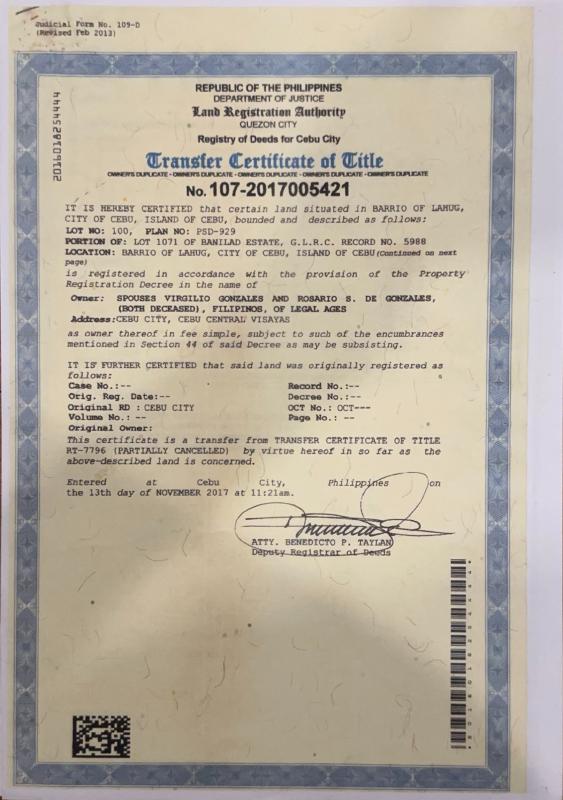 Judicial Form No. 109-D
(Revised Feb 2013)
REPUBLIC OF THE PHILIPPINES
DEPARTMENT OF JUSTICE
Land Registration Authority
QUEZON CITY
Registry of Deeds for Cebu City
Transfer Certificate of Title
OWNER'S DUPLICATE - OWNER'S DUPLICATE - OWNER'S DUPLICATE - OWNER'S DUPLICATE - OWNER'S DUPLICATE
No. 107-2017005421
IT IS HEREBY CERTIFIED that certain land situated in BARRIO OF LAHUG,
CITY OF CEBU, ISLAND OF CEBU, bounded and described as follows:
LOT NO: 100, PLAN NO: PSD-929
PORTION OF: LOT 1071 OF BANILAD ESTATE, G.L.R.C. RECORD NO. 5988
LOCATION: BARRIO OF LAHUG, CITY OF CEBU, ISLAND OF CEBU(Continued on next
page)
is registered in accordance with the provision of the Property
Registration Decree in the name of
Owner: SPOUSES VIRGILIO GONZALES AND ROSARIO S. DE GONZALES,
(BOTH DECEASED), FILIPINOS, OF LEGAL AGES
Address:CEBU CITY, CEBU CENTRAL VISAYAS
as owner thereof in fee simple, subject to such of the encumbrances
mentioned in Section 44 of said Decree as may be subsisting.
IT IS FURTHER CERTIFIED that said land was originally registered as
follows:
Case No.:-- Record No.:--
Orig. Reg. Date:-- Decree No.:--
Original RD : CEBU CITY OCT No.: OCT---
Volume No.: -- Page No.: --
Original Owner:
This certificate is a transfer from TRANSFER CERTIFICATE OF TITLE
RT-7796 (PARTIALLY CANCELLED) by virtue hereof in so far as the
above-described land is concerned.
Entered at Cebu City, Philippines on
the 13th day of NOVEMBER 2017 at 11:21am.
ATTY. BENEDICTO P. TAYLAN
Deputy Registrar of Deeds